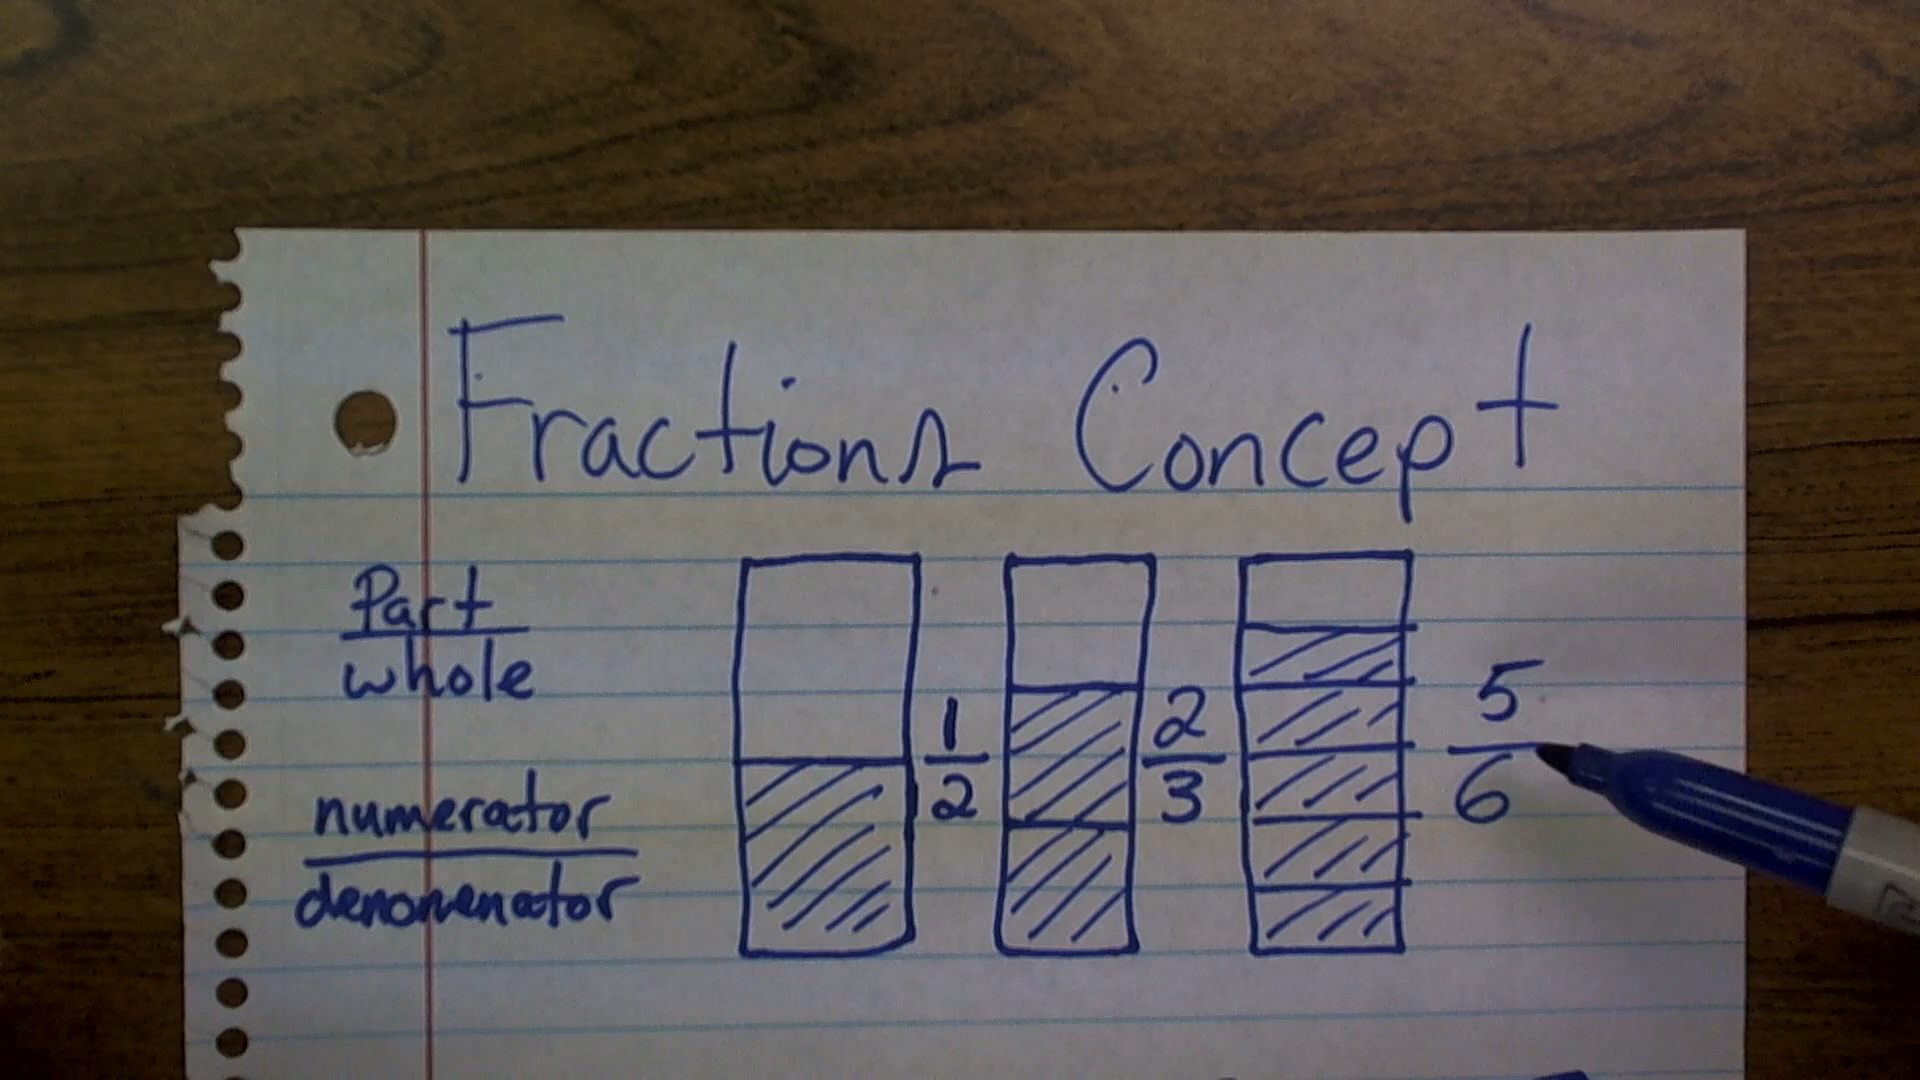 Fractions Concept
Part
whole
numerator
denomenator
1
2
2
3
5
6